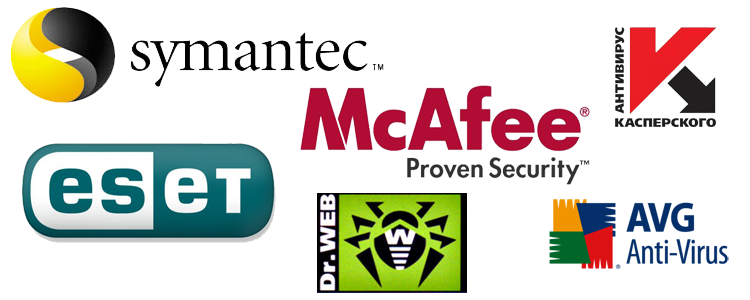 symantec™
McAfee®
Proven Security™
АНТИВИРУС
КАСПЕРСКОГО
eseT
Dr.WEB
W
AVG
Anti-Virus®